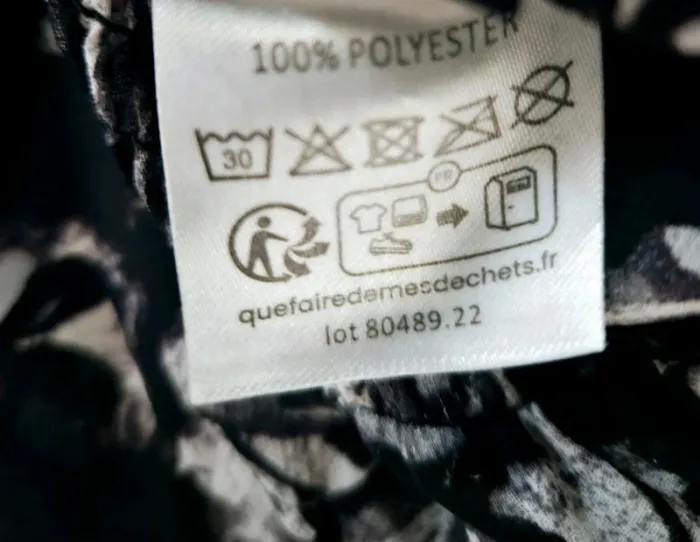 100% POLYESTER
30
FR
quefairedemesdechets.fr
lot 80489.22